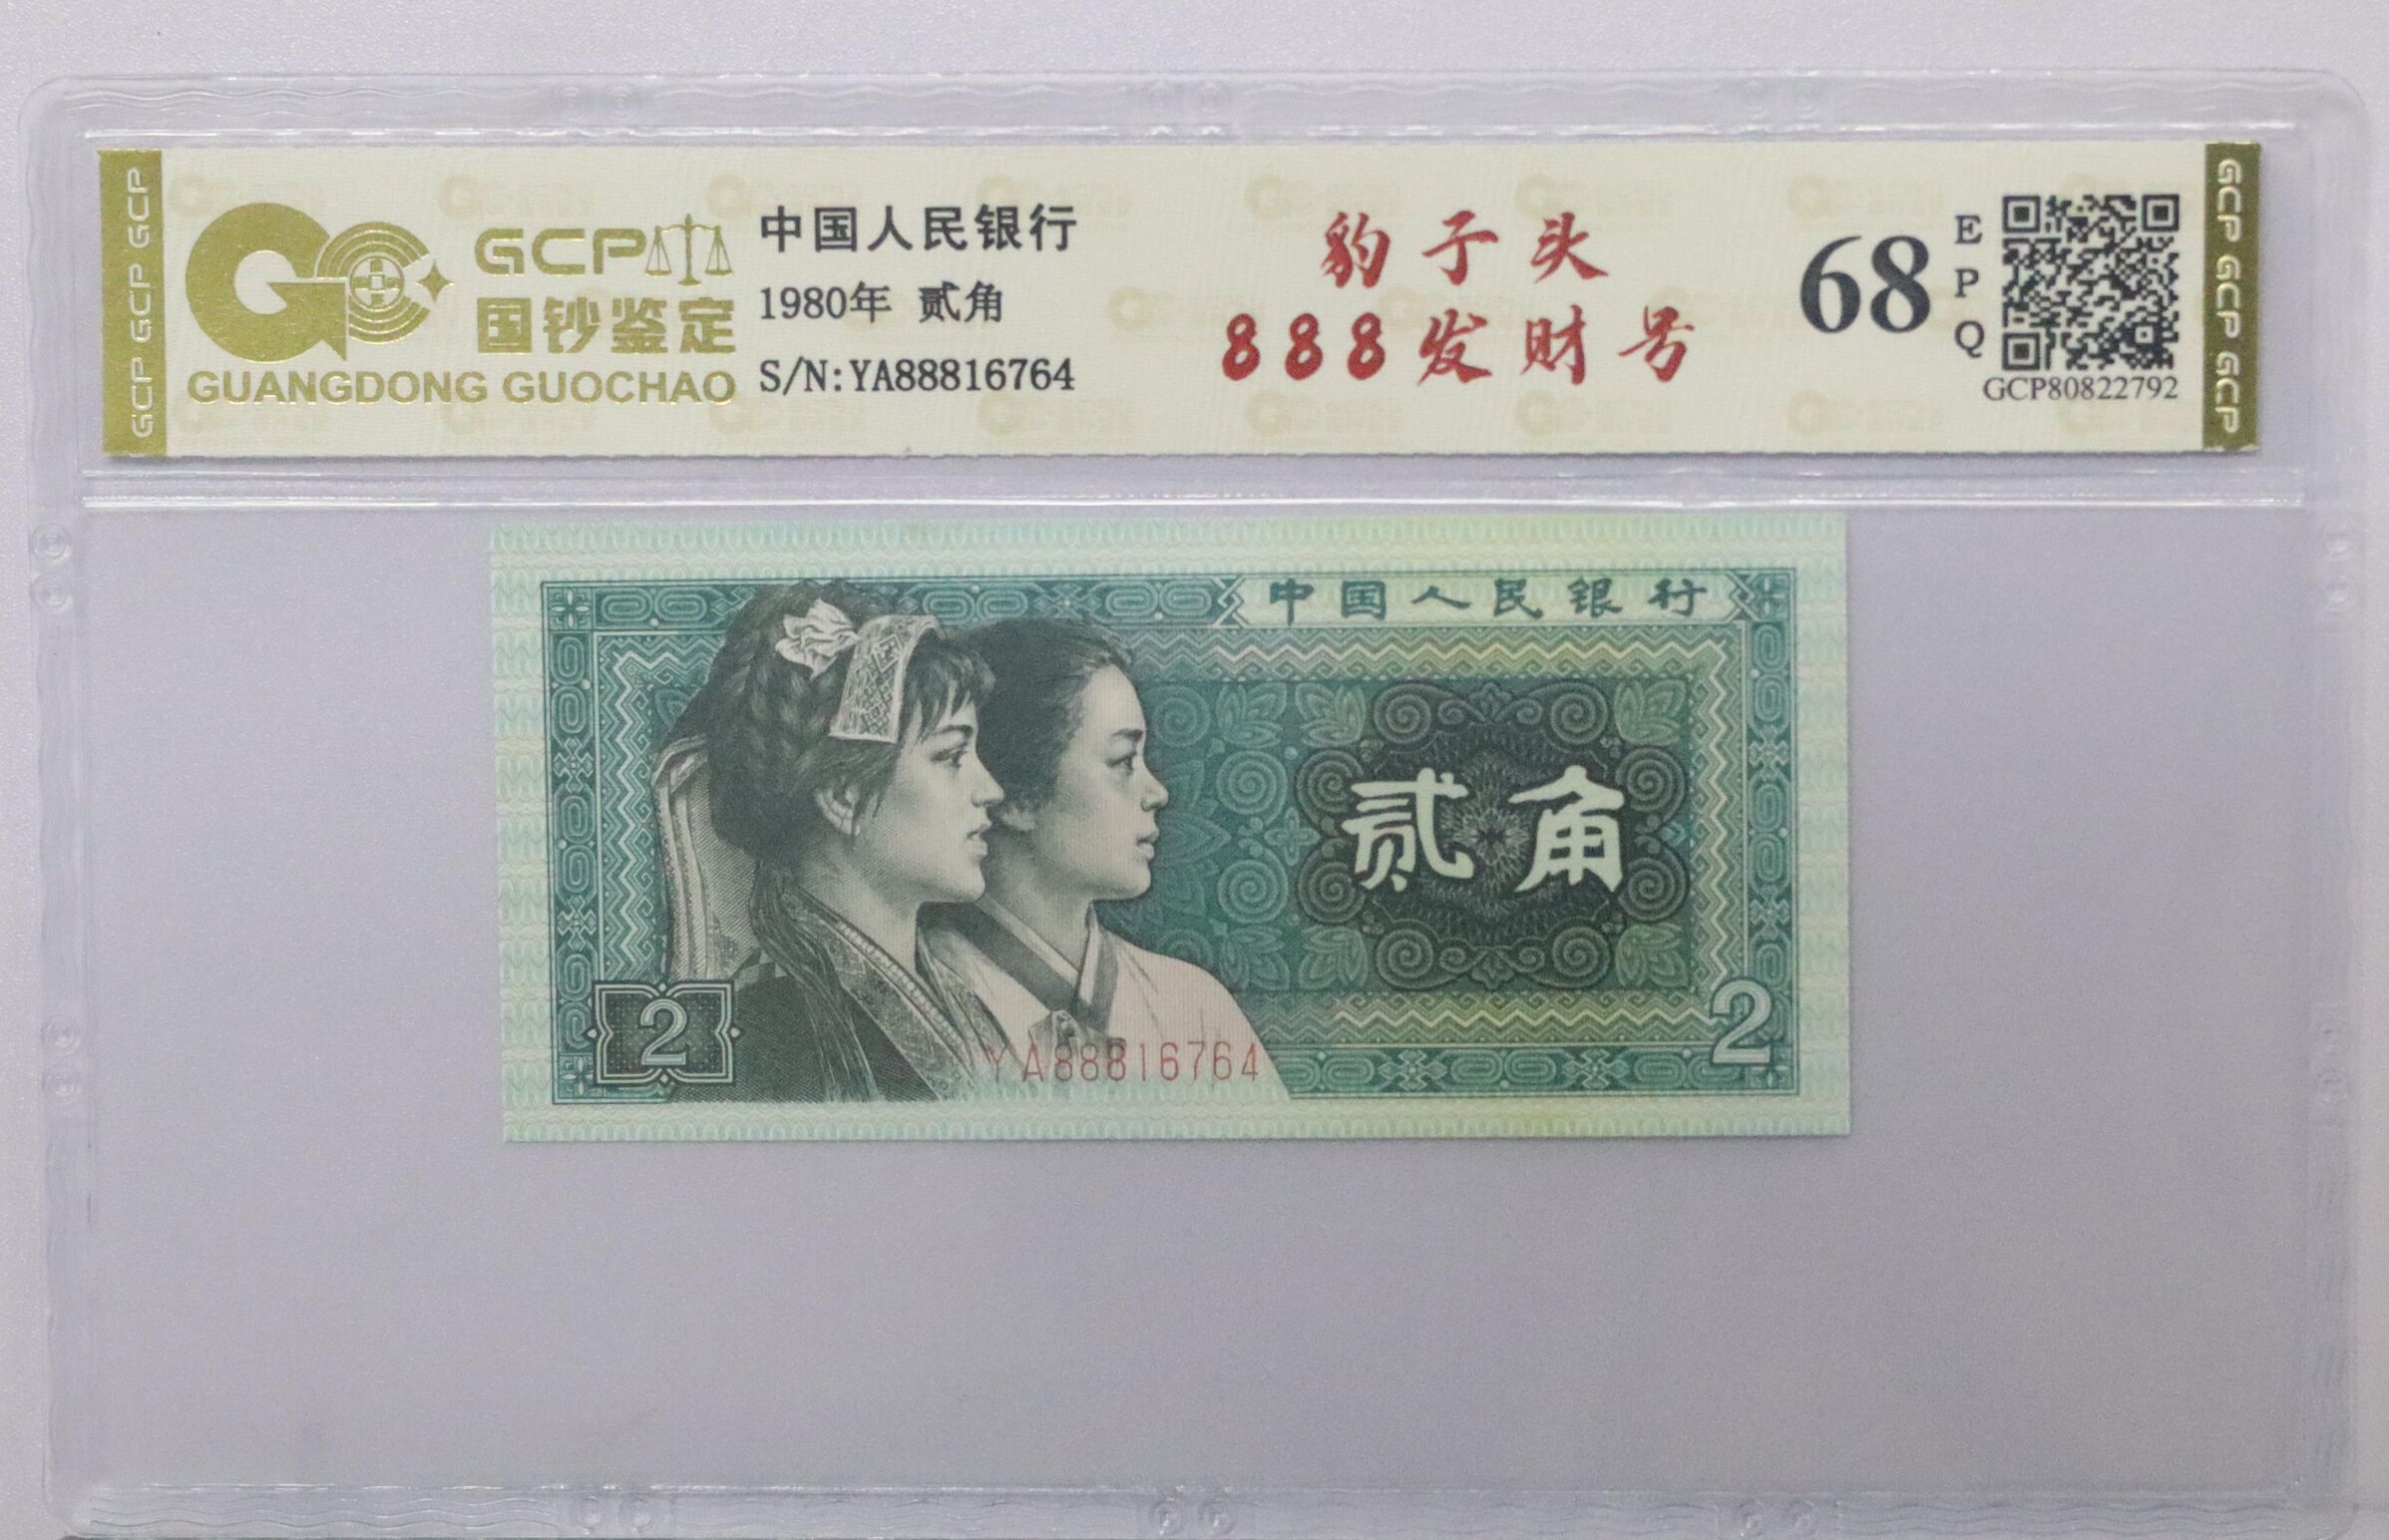 GCP GCP GCP
GCP
国钞鉴定
GUANGDONG GUOCHAO
中国人民银行
1980年 贰角
S/N:YA88816764
豹子头
888发财号
68
EPQ
GCP80822792
GCP GCP GCP
中国人民银行
贰角
2
YA88816764
2